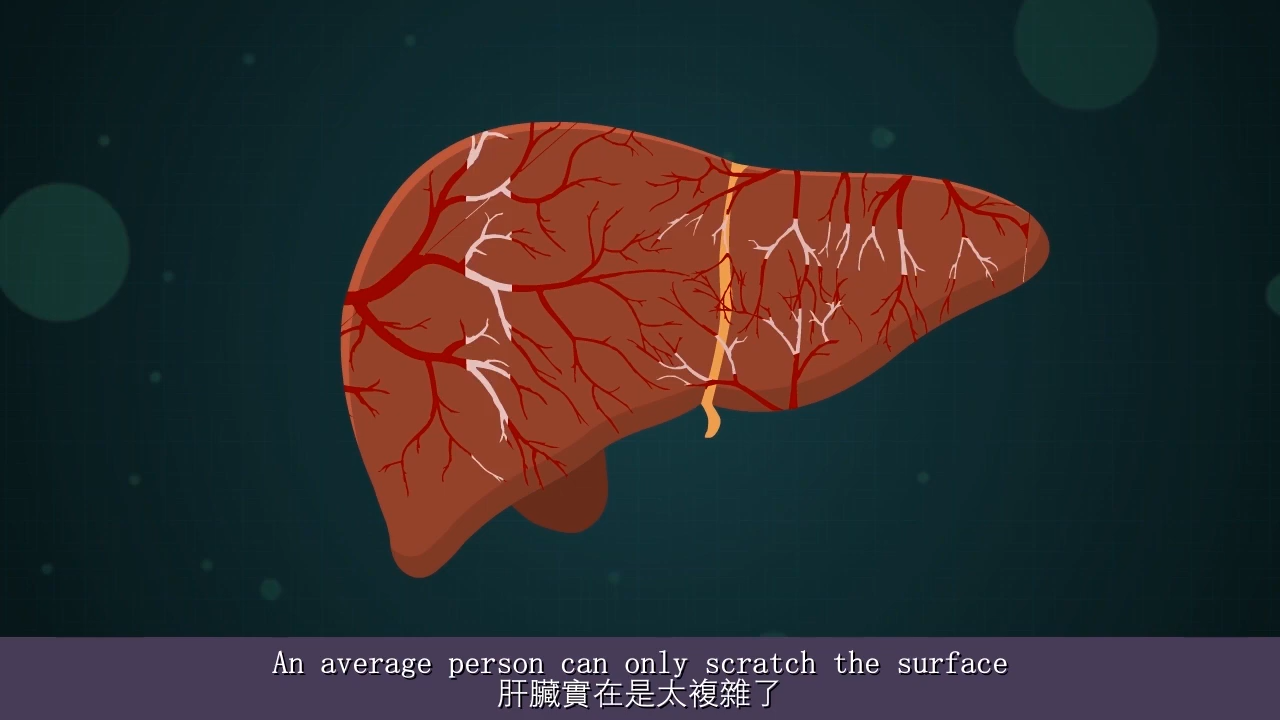 An average person can only scratch the surface
肝臟實在是太複雜了